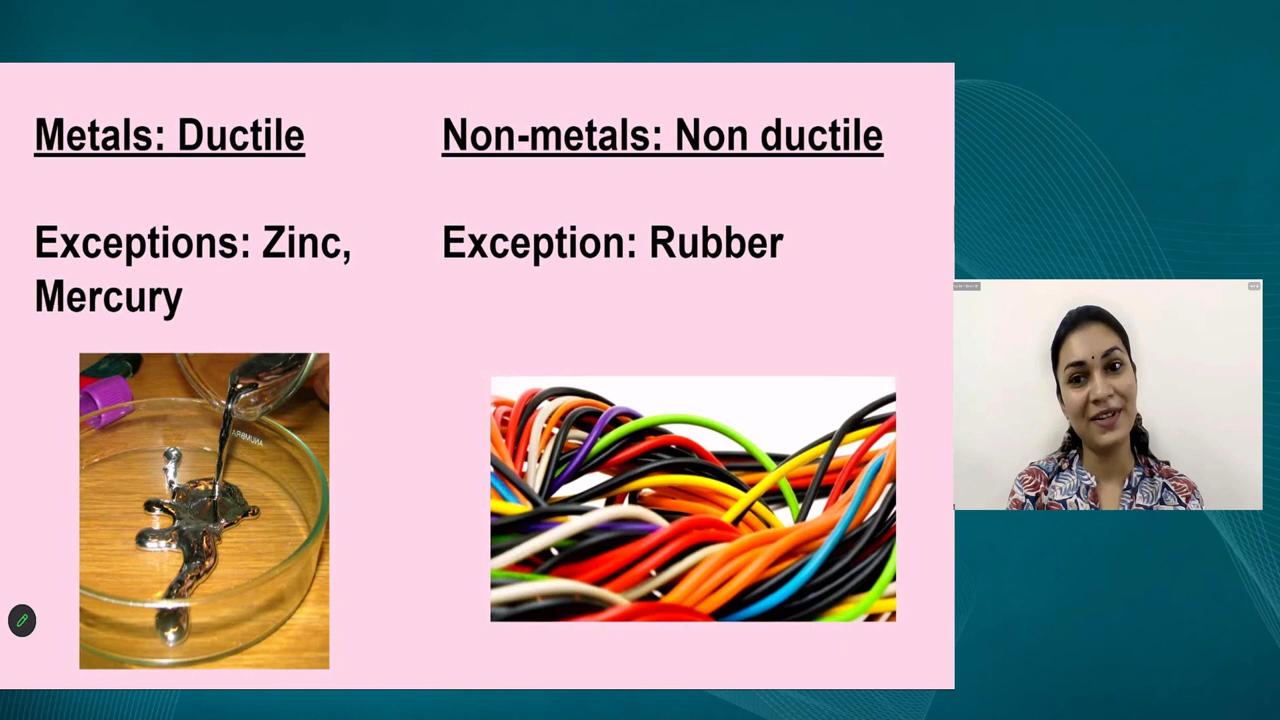 Metals: Ductile
Non-metals: Non ductile
Exceptions: Zinc,
Mercury
Exception: Rubber